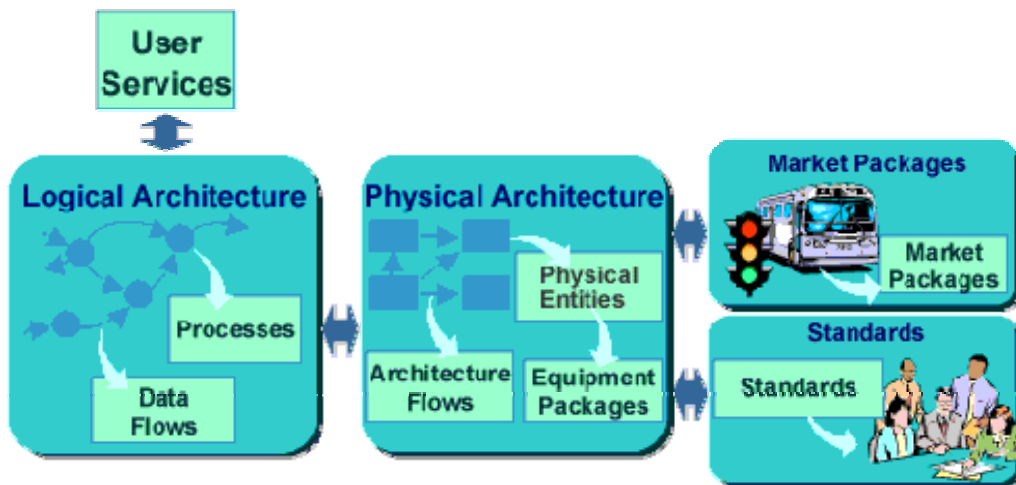 User
Services
Logical Architecture
Processes
Data
Flows
Physical Architecture
Physical
Entities
Architecture
Flows
Equipment
Packages
Market Packages
Market
Packages
Standards
Standards